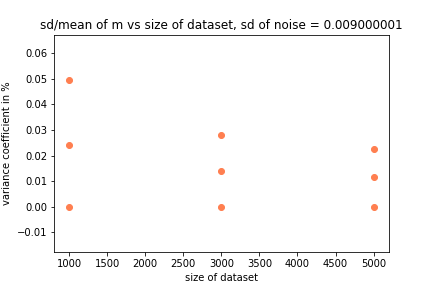 sd/mean of m vs size of dataset, sd of noise = 0.009000001
0.06
0.05
0.04
0.03
0.02
0.01
0.00
−0.01
variance coefficient in %
1000 1500 2000 2500 3000 3500 4000 4500 5000
size of dataset